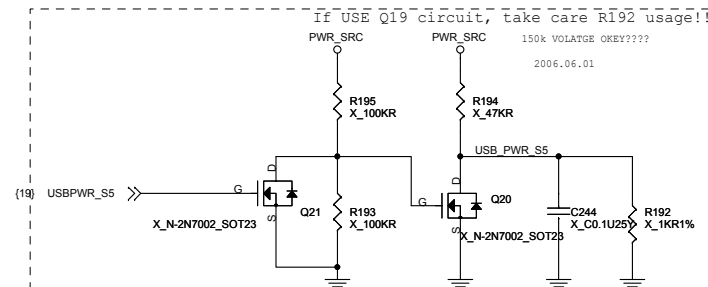 If USE Q19 circuit, take care R192 usage!!
PWR_SRC
PWR_SRC
150k VOLATGE OKEY????
2006.06.01
R195
X_100KR
R194
X_47KR
USB_PWR_S5
{19} USBPWR_S5
G
D
S
Q21
X_N-2N7002_SOT23
R193
X_100KR
G
D
S
Q20
X_N-2N7002_SOT23
C244
X_C0.1U25Y
R192
X_1KR1%